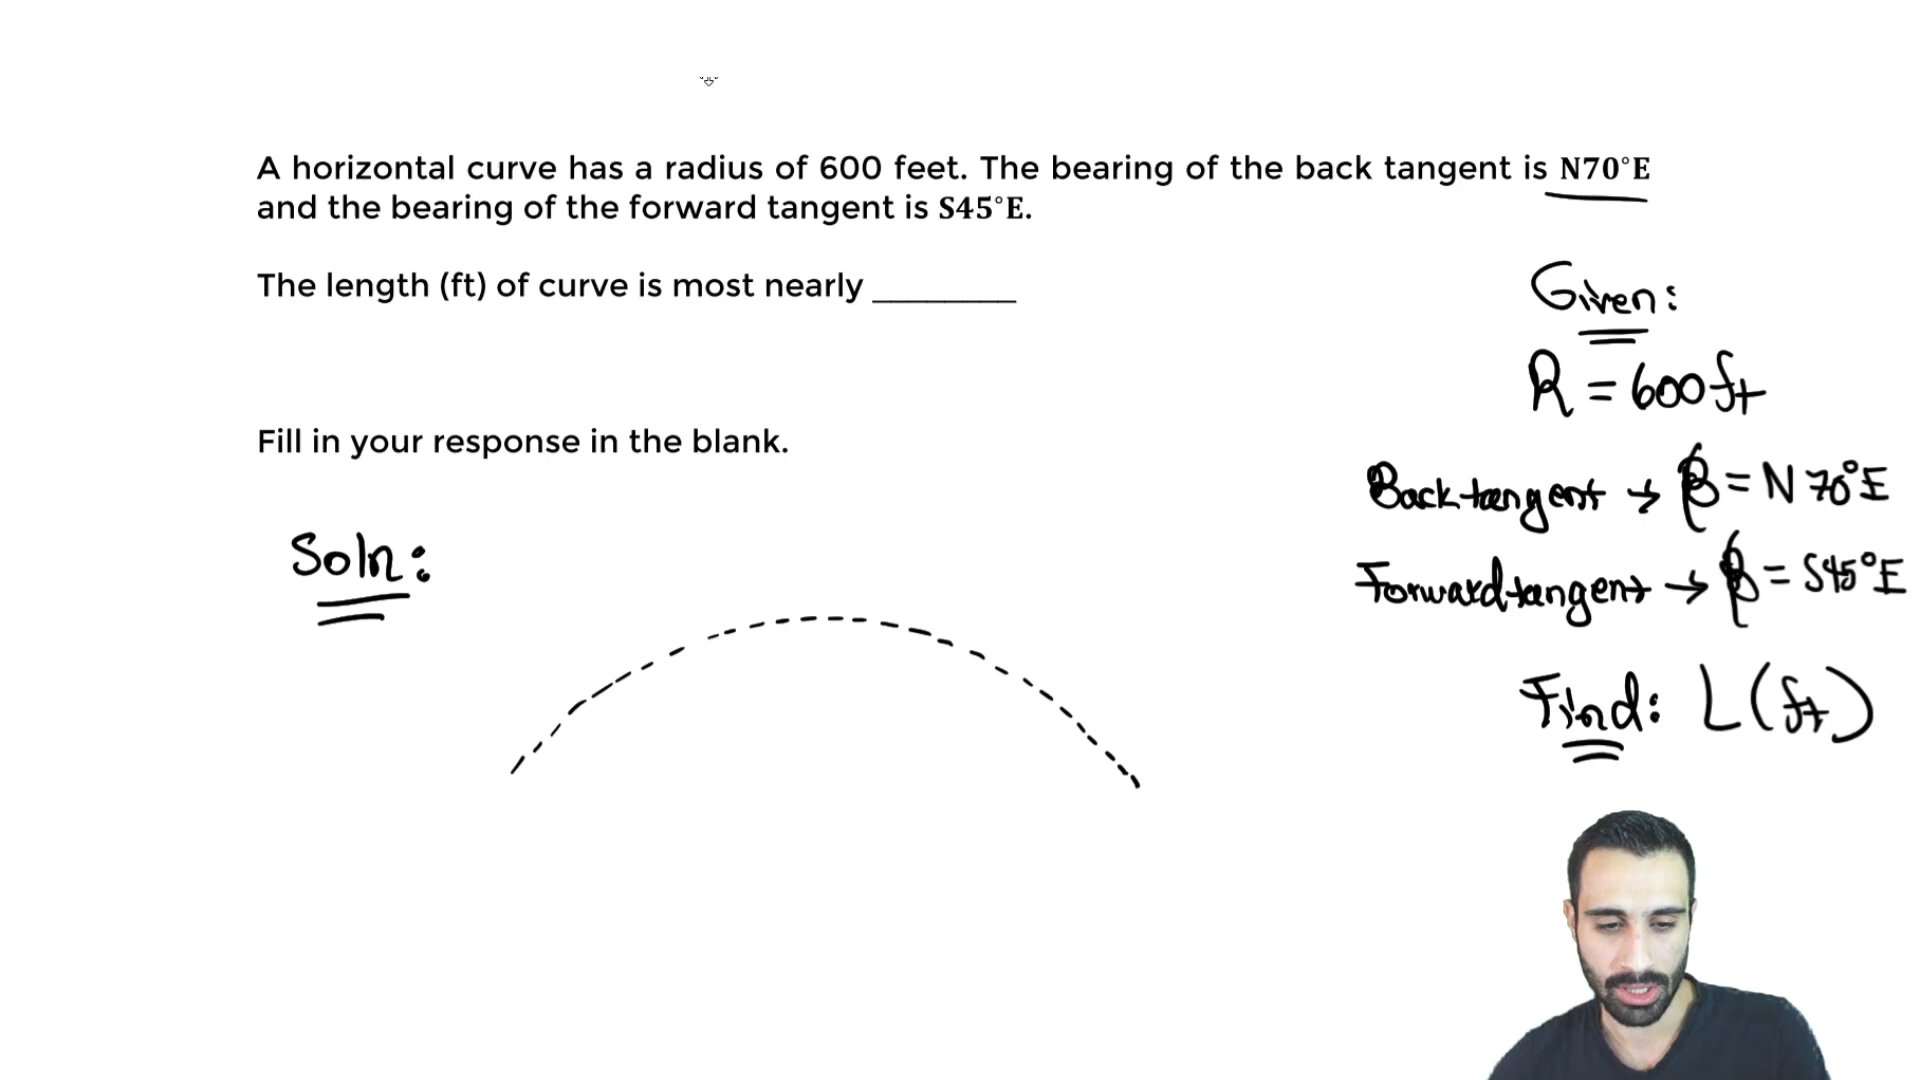 A horizontal curve has a radius of 600 feet. The bearing of the back tangent is N70°E
and the bearing of the forward tangent is S45°E.
The length (ft) of curve is most nearly ________
Fill in your response in the blank.
Given:
R = 600ft
Back tangent → β = N 70°E
Forward tangent → β = S45°E
Find: L (ft)
Soln: